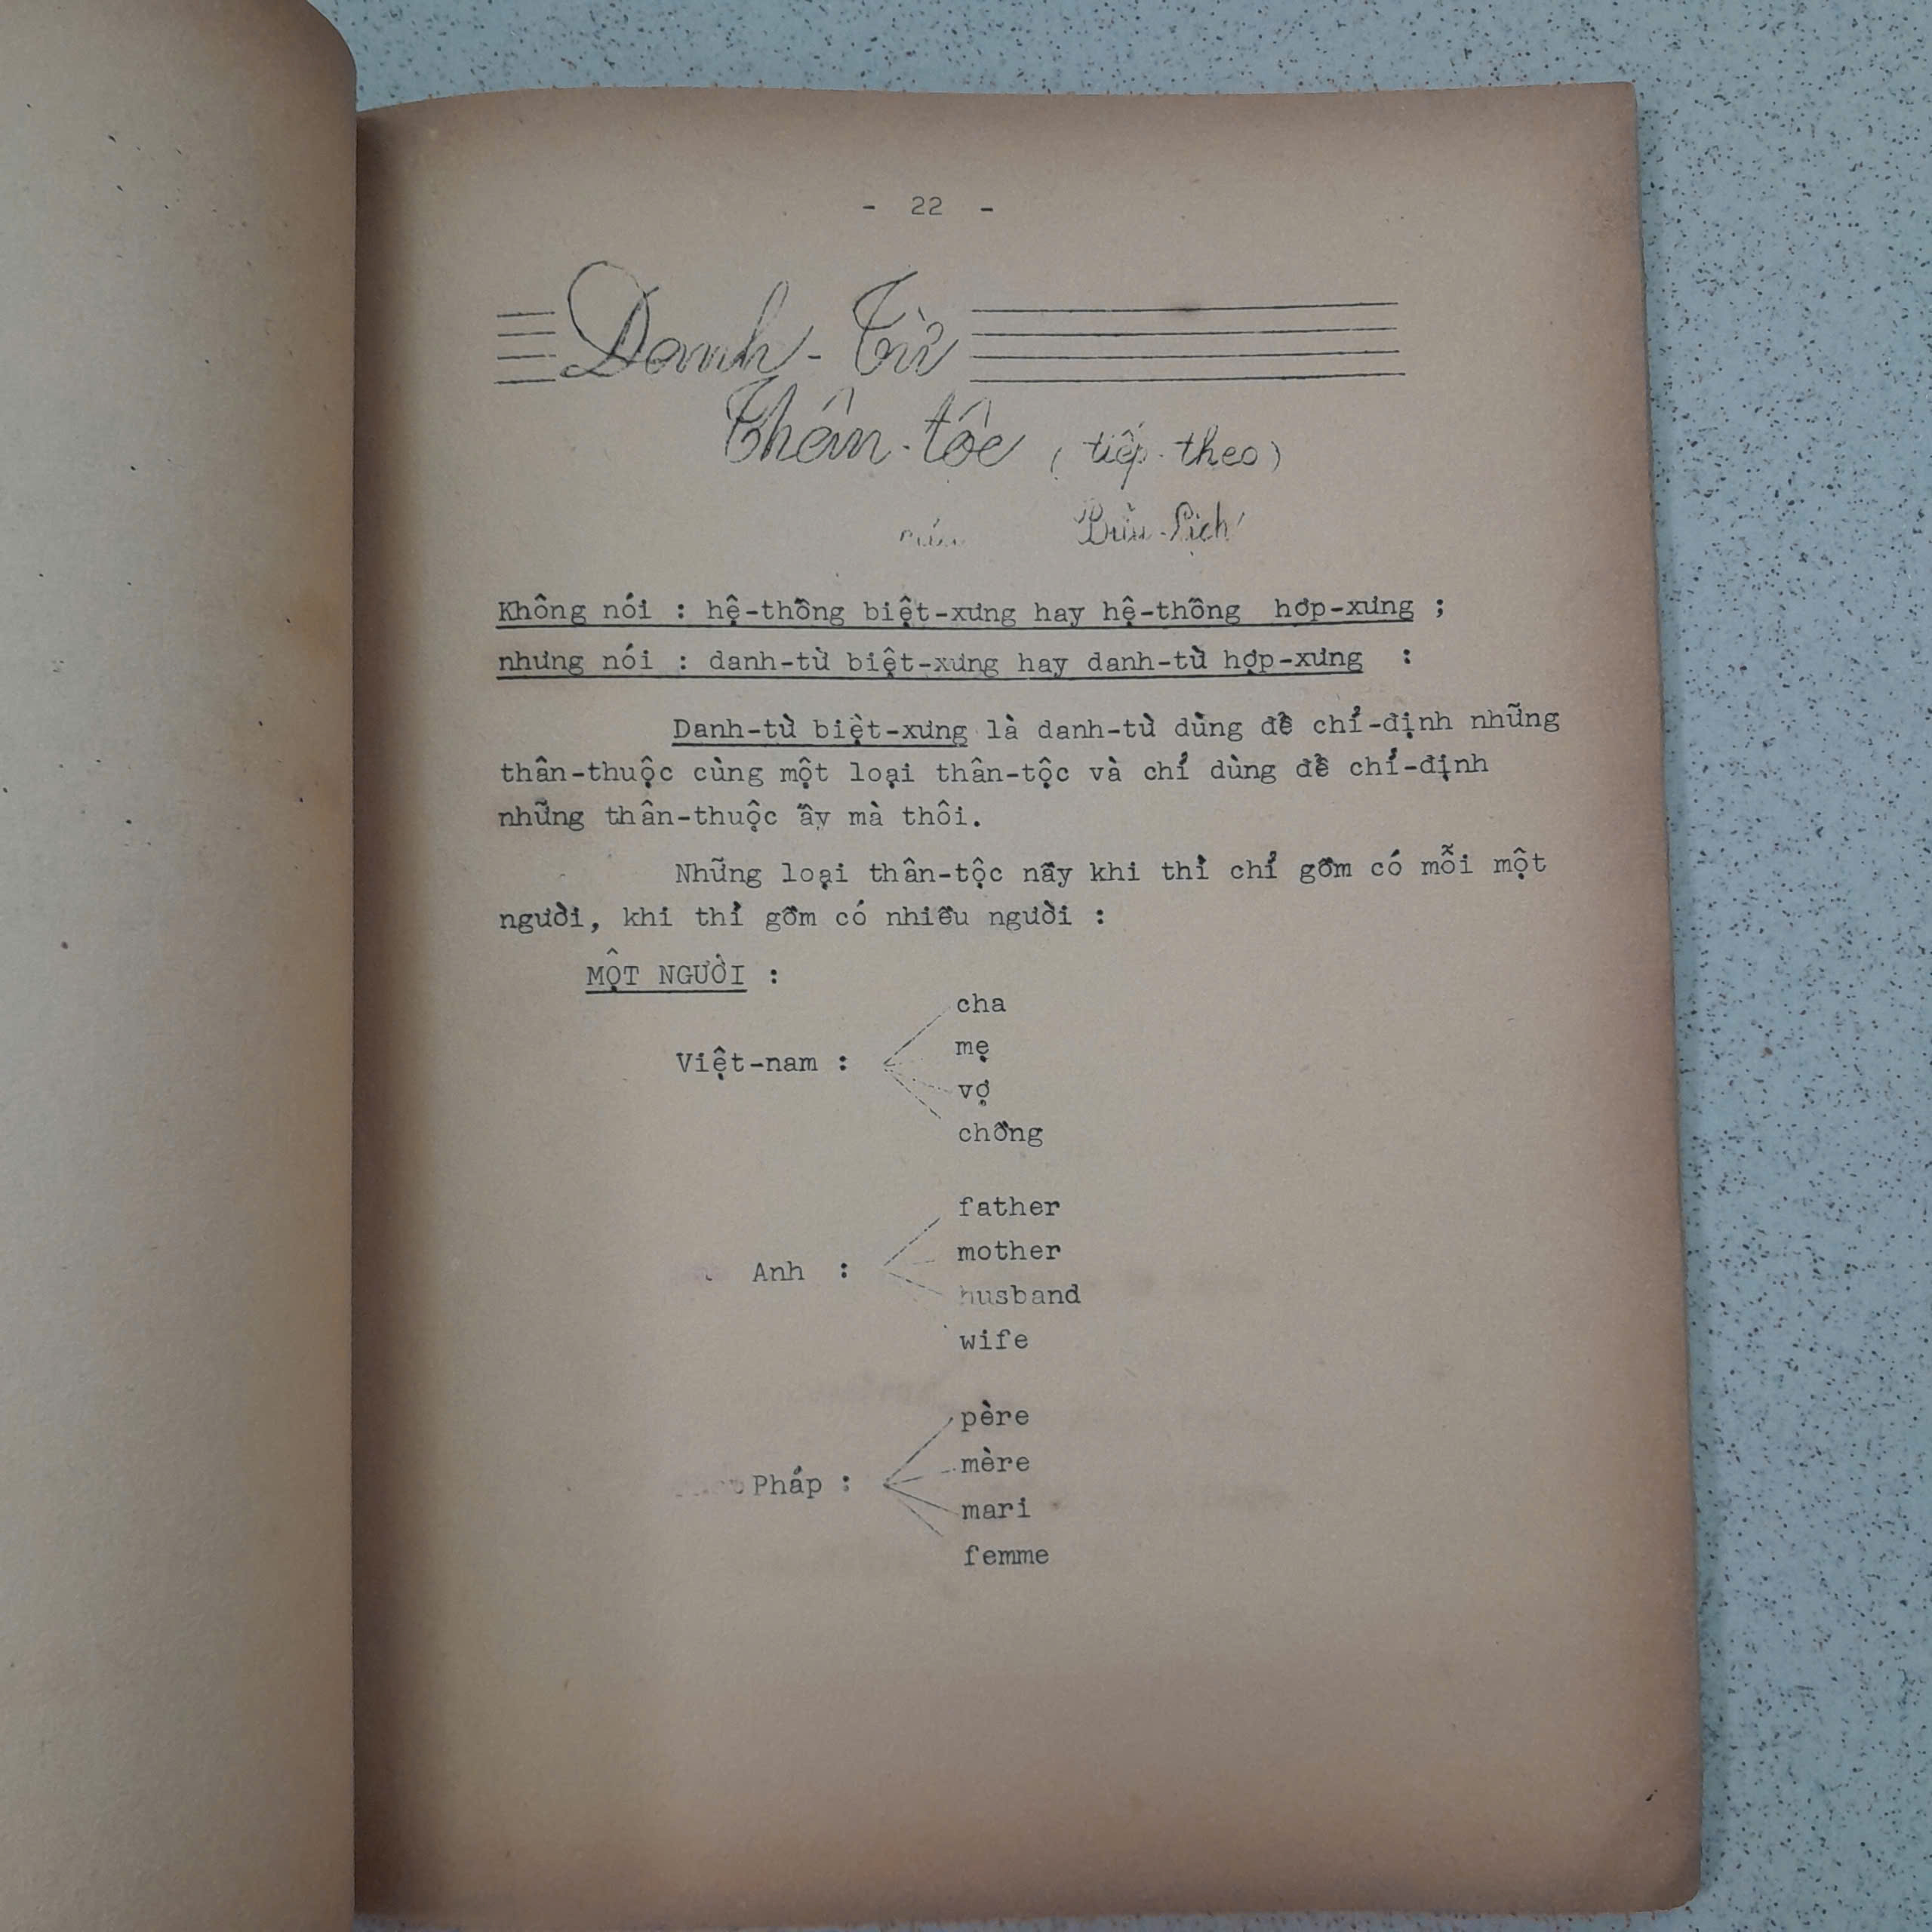 - 22 -
Danh-Từ
Thân-tộc (tiếp-theo)
Bửu-Lịch
Không nói : hệ-thống biệt-xưng hay hệ-thống hợp-xưng ;
nhưng nói : danh-từ biệt-xưng hay danh-từ hợp-xưng :
Danh-từ biệt-xưng là danh-từ dùng để chỉ-định những
thân-thuộc cùng một loại thân-tộc và chỉ dùng để chỉ-định
những thân-thuộc ấy mà thôi.
Những loại thân-tộc nầy khi thì chỉ gồm có mỗi một
người, khi thì gồm có nhiều người :
MỘT NGƯỜI :
cha
mẹ
Việt-nam :
vợ
chồng
father
mother
Anh :
husband
wife
père
mère
Pháp :
mari
femme